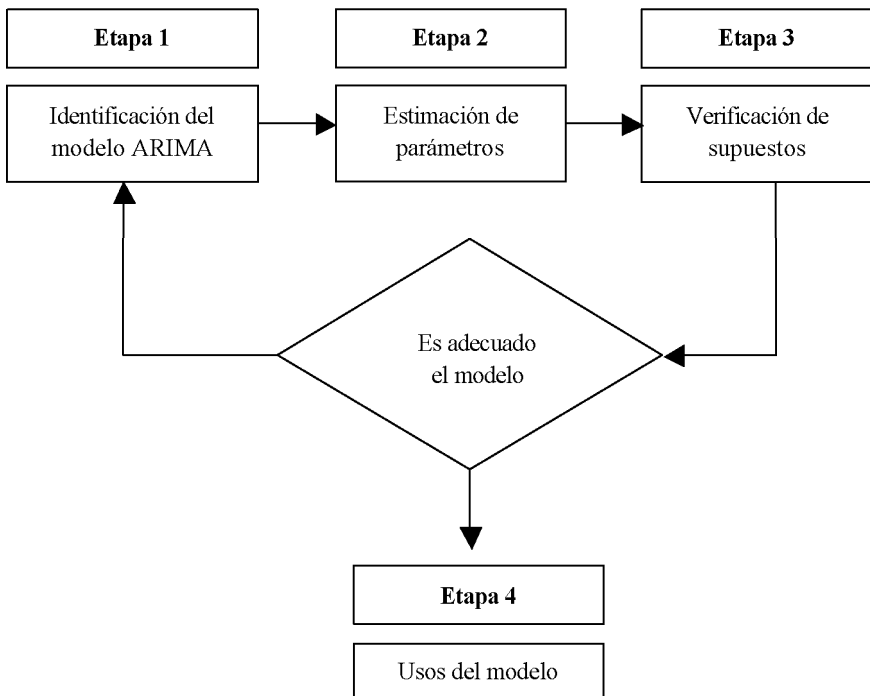 Etapa 1
Etapa 2
Etapa 3
Identificación del
modelo ARIMA
Estimación de
parámetros
Verificación de
supuestos
Es adecuado
el modelo
Etapa 4
Usos del modelo